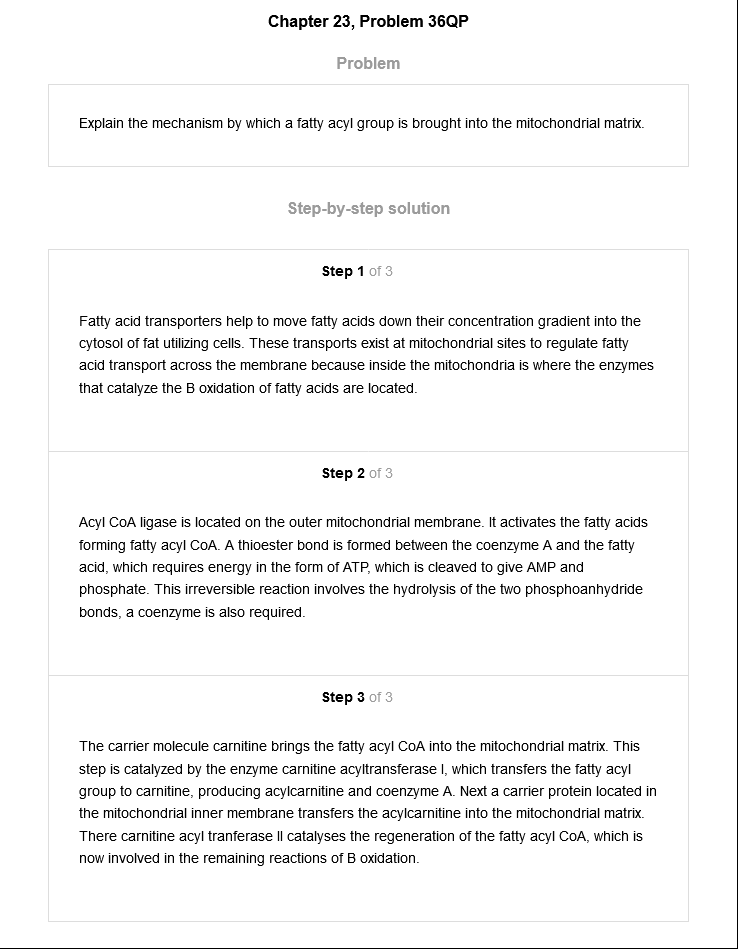 Chapter 23, Problem 36QP
Problem
Explain the mechanism by which a fatty acyl group is brought into the mitochondrial matrix.
Step-by-step solution
Step 1 of 3
Fatty acid transporters help to move fatty acids down their concentration gradient into the
cytosol of fat utilizing cells. These transports exist at mitochondrial sites to regulate fatty
acid transport across the membrane because inside the mitochondria is where the enzymes
that catalyze the B oxidation of fatty acids are located.
Step 2 of 3
Acyl CoA ligase is located on the outer mitochondrial membrane. It activates the fatty acids
forming fatty acyl CoA. A thioester bond is formed between the coenzyme A and the fatty
acid, which requires energy in the form of ATP, which is cleaved to give AMP and
phosphate. This irreversible reaction involves the hydrolysis of the two phosphoanhydride
bonds, a coenzyme is also required.
Step 3 of 3
The carrier molecule carnitine brings the fatty acyl CoA into the mitochondrial matrix. This
step is catalyzed by the enzyme carnitine acyltransferase I, which transfers the fatty acyl
group to carnitine, producing acylcarnitine and coenzyme A. Next a carrier protein located in
the mitochondrial inner membrane transfers the acylcarnitine into the mitochondrial matrix.
There carnitine acyl tranferase II catalyses the regeneration of the fatty acyl CoA, which is
now involved in the remaining reactions of B oxidation.